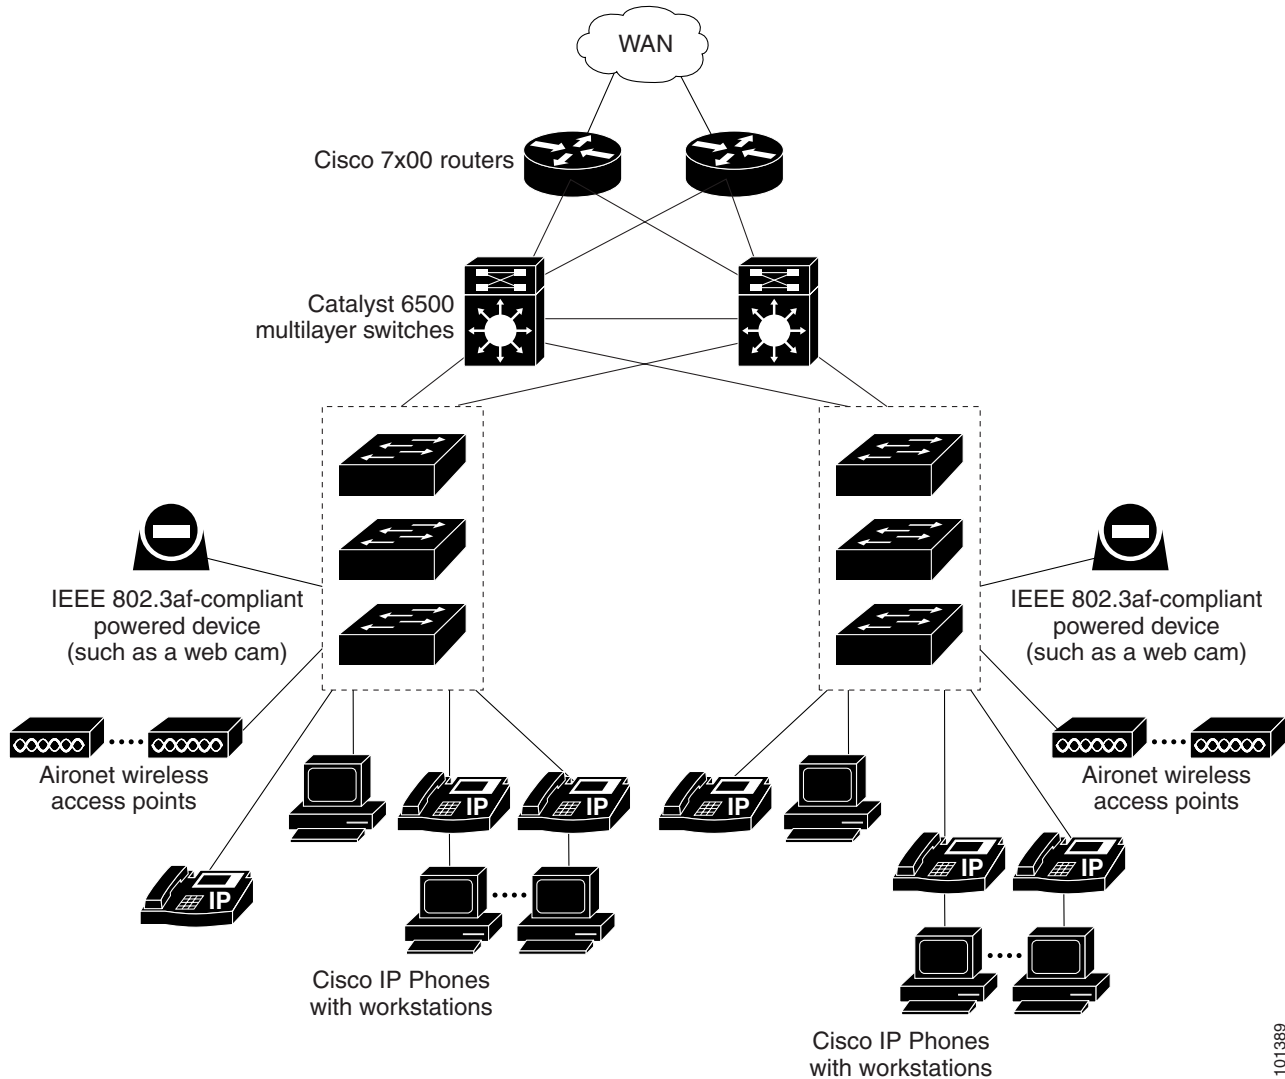 WAN
Cisco 7x00 routers
Catalyst 6500
multilayer switches
IEEE 802.3af-compliant
powered device
(such as a web cam)
IEEE 802.3af-compliant
powered device
(such as a web cam)
Aironet wireless
access points
Aironet wireless
access points
IP
IP
IP
IP
IP
IP
Cisco IP Phones
with workstations
Cisco IP Phones
with workstations
101389